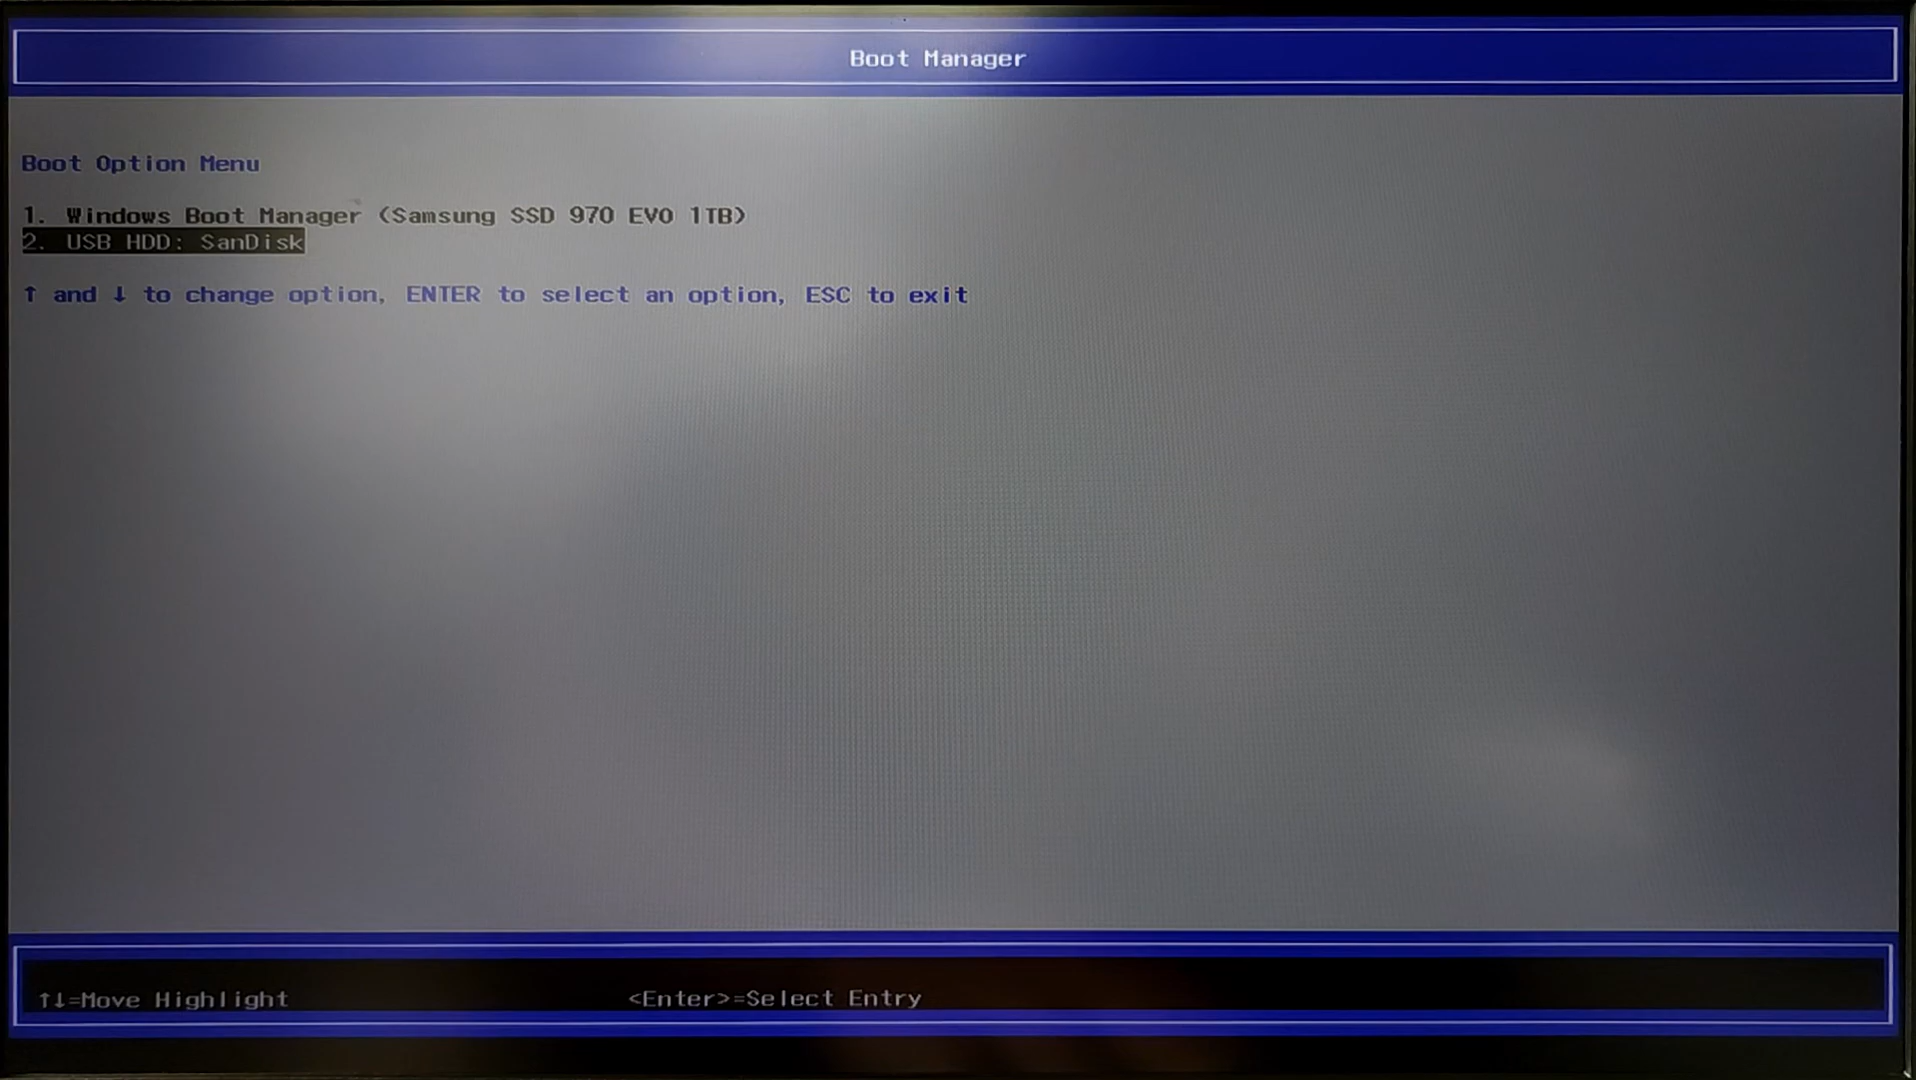 Boot Manager
Boot Option Menu
1. Windows Boot Manager (Samsung SSD 970 EVO 1TB)
2. USB HDD: SanDisk
↑ and ↓ to change option, ENTER to select an option, ESC to exit
↑↓=Move Highlight <Enter>=Select Entry